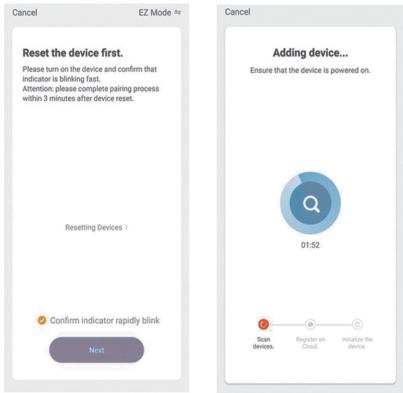 Cancel
EZ Mode ⇋
Reset the device first.
Please turn on the device and confirm that
indicator is blinking fast.
Attention: please complete pairing process
within 3 minutes after device reset.
Resetting Devices >
Confirm indicator rapidly blink
Next
Cancel
Adding device...
Ensure that the device is powered on.
01:52
Scan
devices.
Register on
Cloud.
Initialize the
device.